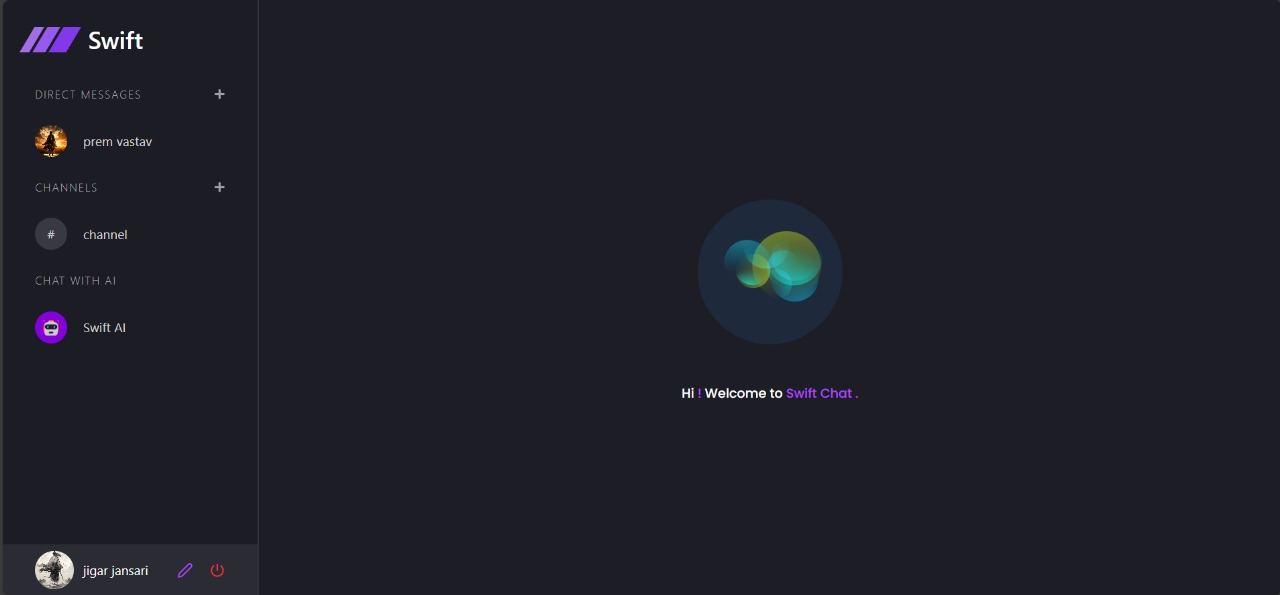 Swift
DIRECT MESSAGES +
prem vastav
CHANNELS +
# channel
CHAT WITH AI
Swift AI
Hi ! Welcome to Swift Chat .
jigar jansari